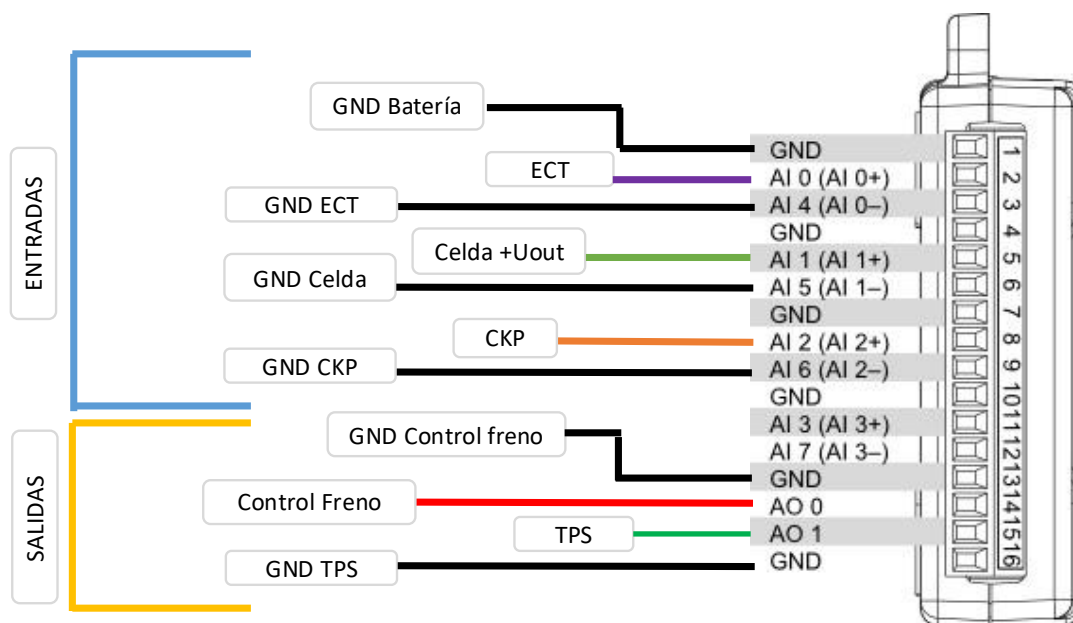 ENTRADAS
GND Batería
ECT
GND ECT
Celda +Uout
GND Celda
CKP
GND CKP
SALIDAS
GND Control freno
Control Freno
TPS
GND TPS
GND 1
AI 0 (AI 0+) 2
AI 4 (AI 0–) 3
GND 4
AI 1 (AI 1+) 5
AI 5 (AI 1–) 6
GND 7
AI 2 (AI 2+) 8
AI 6 (AI 2–) 9
GND 10
AI 3 (AI 3+) 11
AI 7 (AI 3–) 12
GND 13
AO 0 14
AO 1 15
GND 16